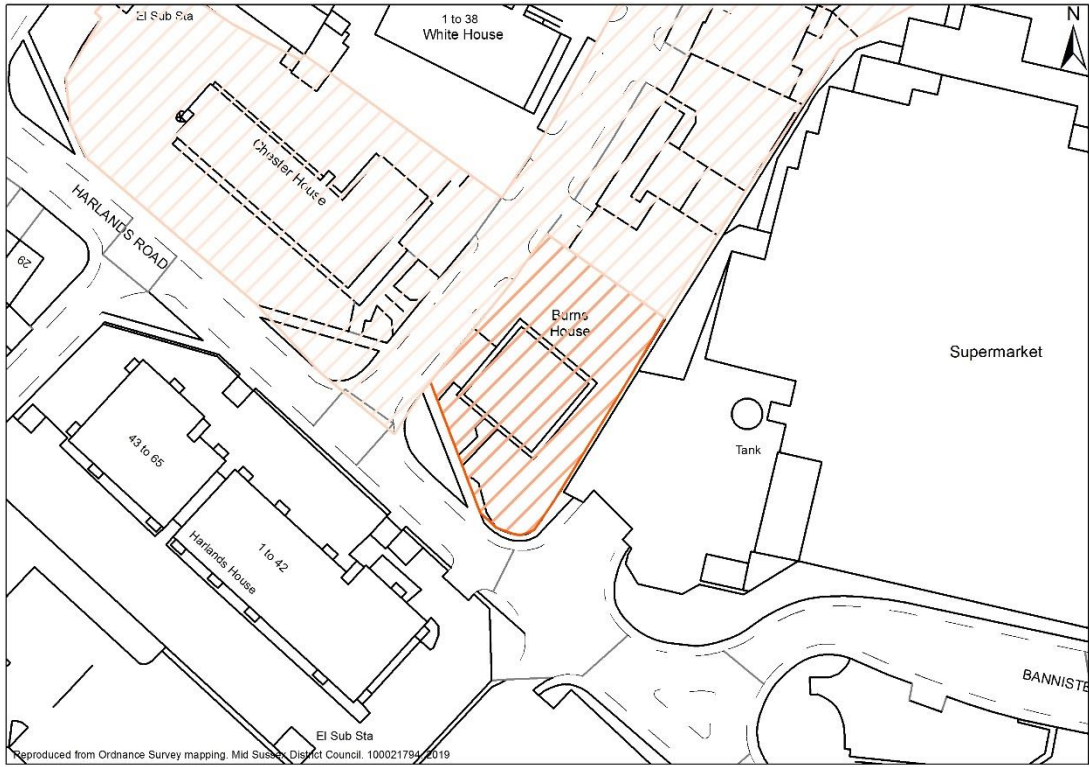 El Sub Sta
1 to 38
White House
N
Chester House
HARLANDS ROAD
29
Burns
House
Supermarket
Tank
43 to 65
1 to 42
Harlands House
BANNISTE
El Sub Sta
Reproduced from Ordnance Survey mapping. Mid Sussex District Council. 100021794 2019